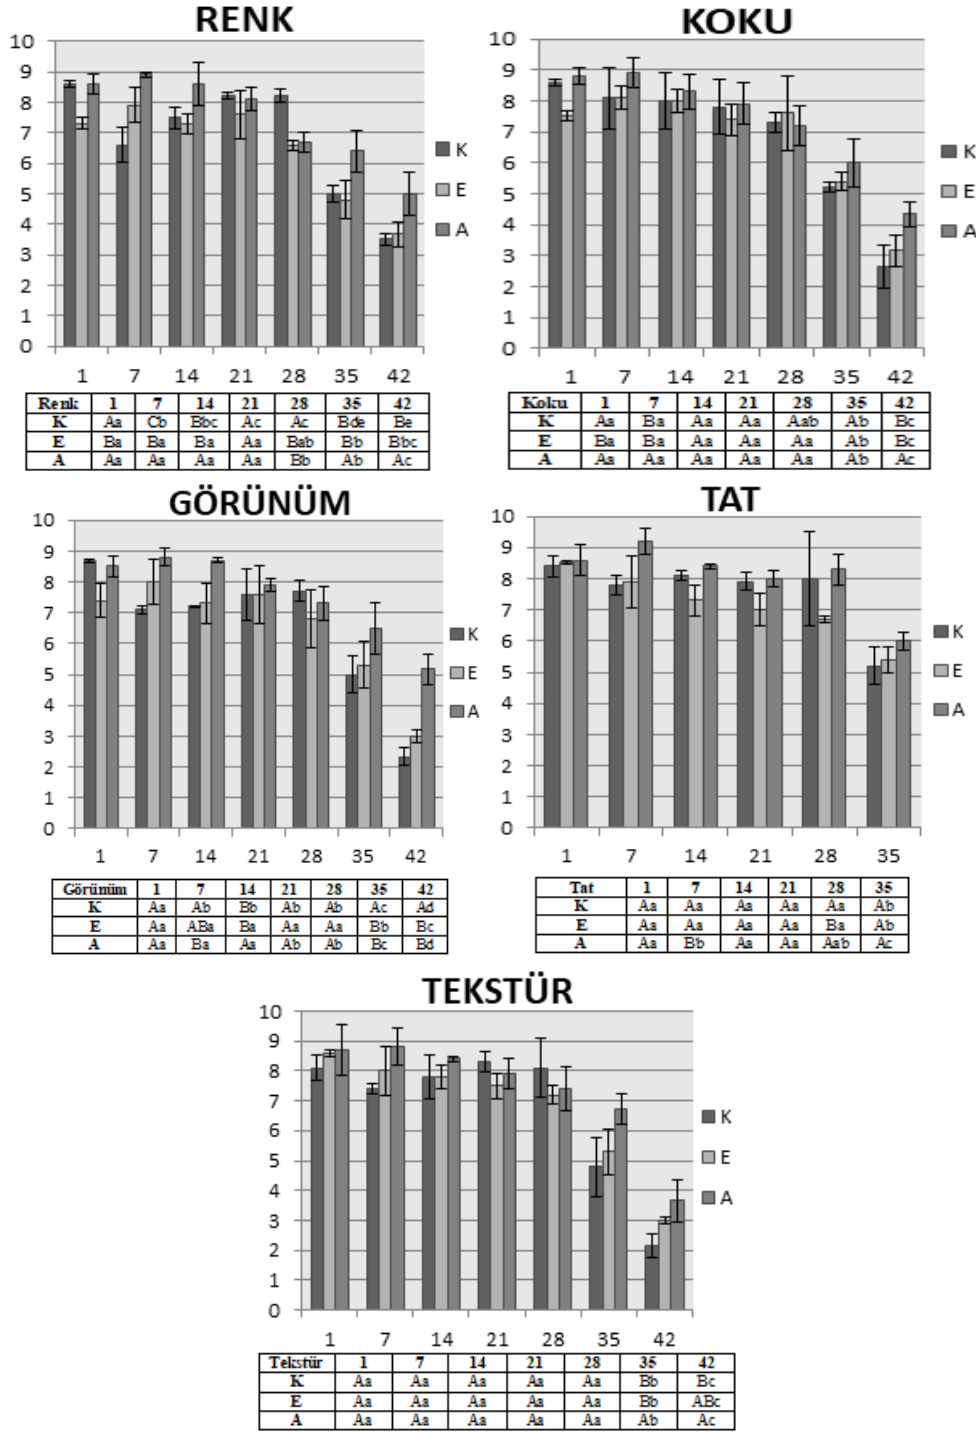 RENK
10
9
8
7
6
5
4
3
2
1
0
K
E
A
1 7 14 21 28 35 42
Renk 1 7 14 21 28 35 42
K Aa Cb Bbc Ac Ac Bde Be
E Ba Ba Ba Aa Bab Bb Bbc
A Aa Aa Aa Aa Bb Ab Ac
KOKU
10
9
8
7
6
5
4
3
2
1
0
K
E
A
1 7 14 21 28 35 42
Koku 1 7 14 21 28 35 42
K Aa Ba Aa Aa Aab Ab Bc
E Ba Ba Aa Aa Aa Ab Bc
A Aa Aa Aa Aa Aa Ab Ac
GÖRÜNÜM
10
9
8
7
6
5
4
3
2
1
0
K
E
A
1 7 14 21 28 35 42
Görünüm 1 7 14 21 28 35 42
K Aa Ab Bb Ab Ab Ac Ad
E Aa ABa Ba Aa Aa Bb Bc
A Aa Ba Aa Ab Ab Bc Bd
TAT
10
9
8
7
6
5
4
3
2
1
0
K
E
A
1 7 14 21 28 35
Tat 1 7 14 21 28 35
K Aa Aa Aa Aa Aa Ab
E Aa Aa Aa Aa Ba Ab
A Aa Bb Aa Aa Aab Ac
TEKSTÜR
10
9
8
7
6
5
4
3
2
1
0
K
E
A
1 7 14 21 28 35 42
Tekstür 1 7 14 21 28 35 42
K Aa Aa Aa Aa Aa Bb Bc
E Aa Aa Aa Aa Aa Bb ABc
A Aa Aa Aa Aa Aa Ab Ac